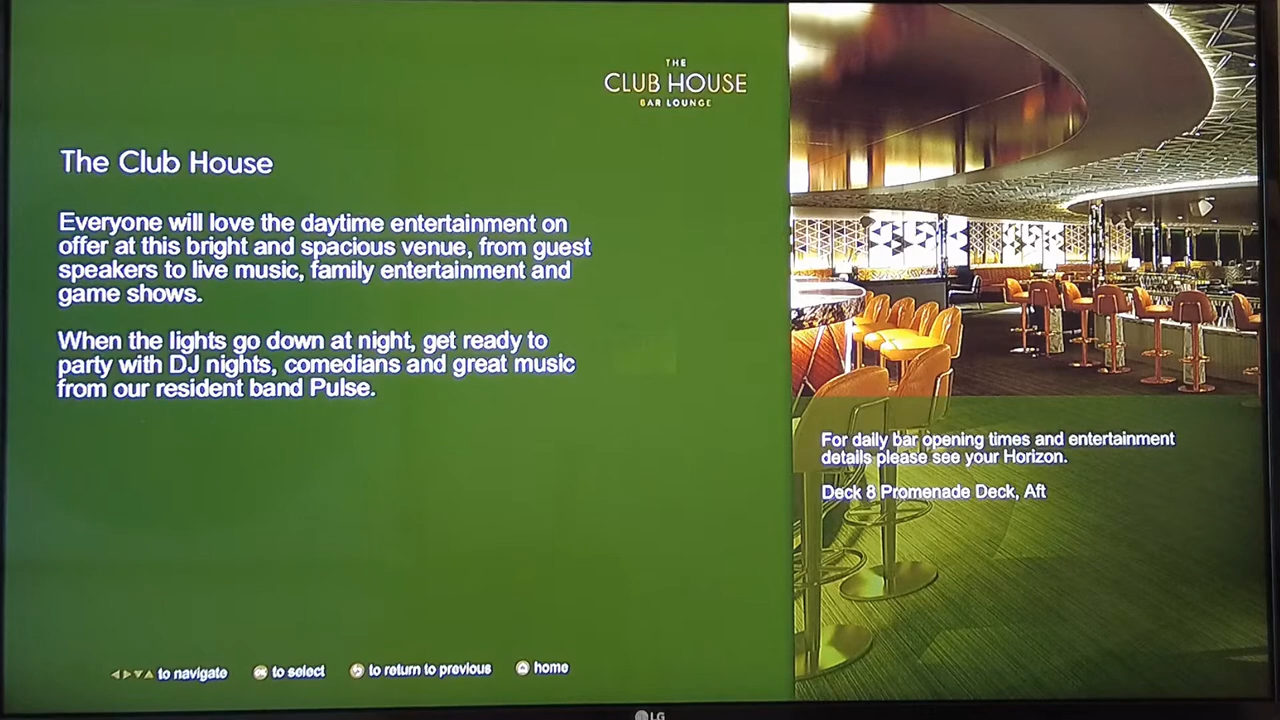 THE
CLUB HOUSE
BAR LOUNGE
The Club House
Everyone will love the daytime entertainment on
offer at this bright and spacious venue, from guest
speakers to live music, family entertainment and
game shows.
When the lights go down at night, get ready to
party with DJ nights, comedians and great music
from our resident band Pulse.
For daily bar opening times and entertainment
details please see your Horizon.
Deck 8 Promenade Deck, Aft
to navigate OK to select to return to previous home
LG